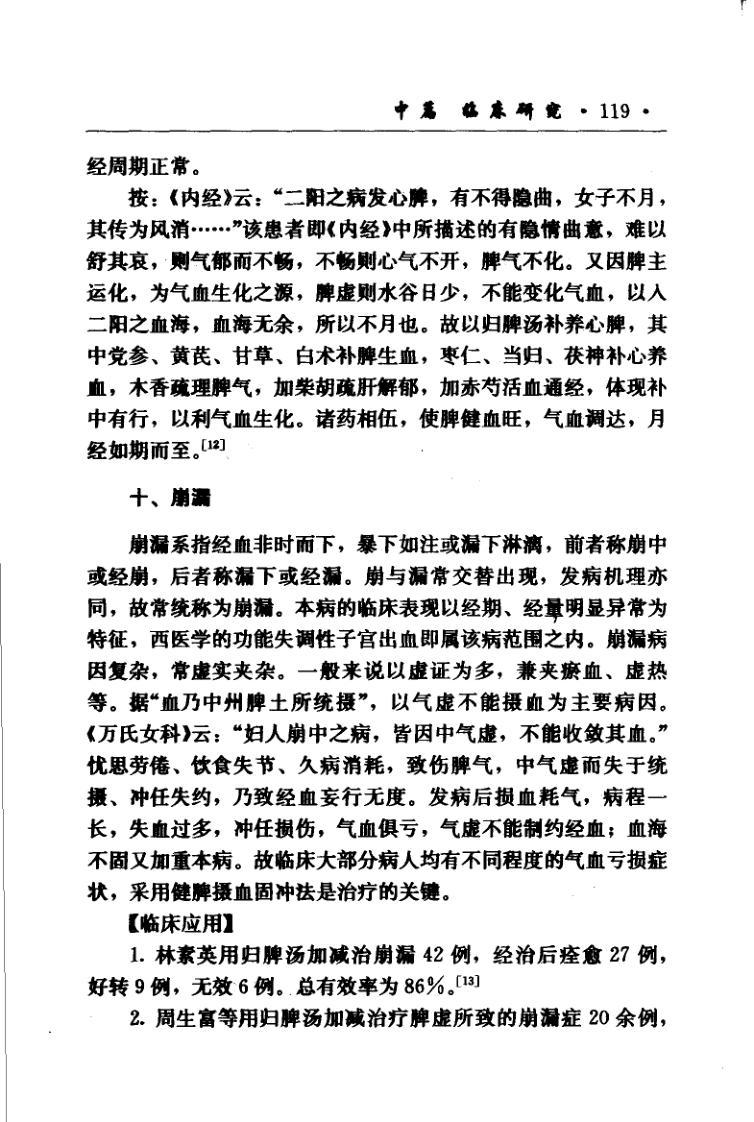 中篇 临床研究·119·
经周期正常。
按：《内经》云：“二阳之病发心脾，有不得隐曲，女子不月，
其传为风消……”该患者即《内经》中所描述的有隐情曲意，难以
舒其哀，则气郁而不畅，不畅则心气不开，脾气不化。又因脾主
运化，为气血生化之源，脾虚则水谷日少，不能变化气血，以入
二阳之血海，血海无余，所以不月也。故以归脾汤补养心脾，其
中党参、黄芪、甘草、白术补脾生血，枣仁、当归、茯神补心养
血，木香疏理脾气，加柴胡疏肝解郁，加赤芍活血通经，体现补
中有行，以利气血生化。诸药相伍，使脾健血旺，气血调达，月
经如期而至。[12]
十、崩漏
崩漏系指经血非时而下，暴下如注或漏下淋漓，前者称崩中
或经崩，后者称漏下或经漏。崩与漏常交替出现，发病机理亦
同，故常统称为崩漏。本病的临床表现以经期、经量明显异常为
特征，西医学的功能失调性子宫出血即属该病范围之内。崩漏病
因复杂，常虚实夹杂。一般来说以虚证为多，兼夹瘀血、虚热
等。据“血乃中州脾土所统摄”，以气虚不能摄血为主要病因。
《万氏女科》云：“妇人崩中之病，皆因中气虚，不能收敛其血。”
忧思劳倦、饮食失节、久病消耗，致伤脾气，中气虚而失于统
摄、冲任失约，乃致经血妄行无度。发病后损血耗气，病程一
长，失血过多，冲任损伤，气血俱亏，气虚不能制约经血；血海
不固又加重本病。故临床大部分病人均有不同程度的气血亏损症
状，采用健脾摄血固冲法是治疗的关键。
【临床应用】
1. 林素英用归脾汤加减治崩漏 42 例，经治后痊愈 27 例，
好转 9 例，无效 6 例。总有效率为 86%。[13]
2. 周生富等用归脾汤加减治疗脾虚所致的崩漏症 20 余例，